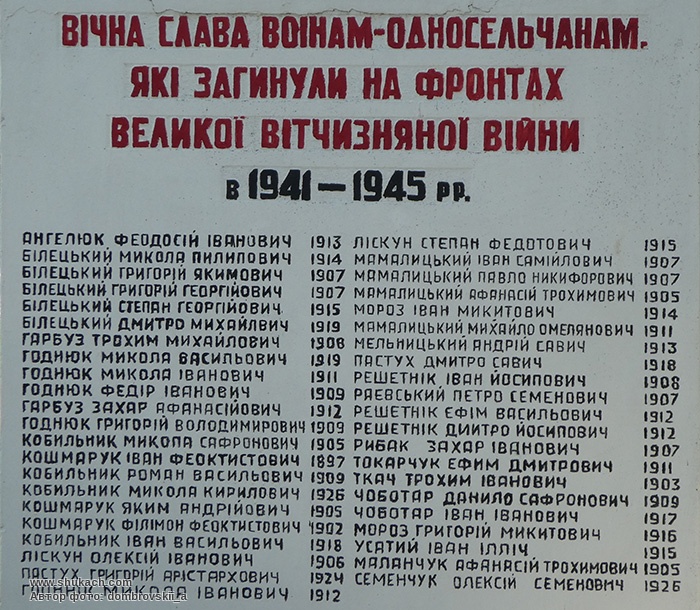 ВІЧНА СЛАВА ВОІНАМ-ОДНОСЕЛЬЧАНАМ,
ЯКІ ЗАГИНУЛИ НА ФРОНТАХ
ВЕЛИКОЇ ВІТЧИЗНЯНОЇ ВІЙНИ
В 1941 — 1945 РР.
АНГЕЛЮК ФЕОДОСІЙ ІВАНОВИЧ 1913
БІЛЕЦЬКИЙ МИКОЛА ПИЛИПОВИЧ 1914
БІЛЕЦЬКИЙ ГРИГОРІЙ ЯКИМОВИЧ 1907
БІЛЕЦЬКИЙ ГРИГОРІЙ ГЕОРГІЙОВИЧ 1907
БІЛЕЦЬКИЙ СТЕПАН ГЕОРГІЙОВИЧ 1915
БІЛЕЦЬКИЙ ДМИТРО МИХАЙЛВИЧ 1919
ГАРБУЗ ТРОХИМ МИХАЙЛОВИЧ 1908
ГОДНЮК МИКОЛА ВАСИЛЬОВИЧ 1919
ГОДНЮК МИКОЛА ІВАНОВИЧ 1911
ГОДНЮК ФЕДІР ІВАНОВИЧ 1909
ГАРБУЗ ЗАХАР АФАНАСІЙОВИЧ 1912
ГОДНЮК ГРИГОРІЙ ВОЛОДИМИРОВИЧ 1909
КОБИЛЬНИК МИКОЛА САФРОНОВИЧ 1905
КОШМАРУК ІВАН ФЕОКТИСТОВИЧ 1897
КОБИЛЬНИК РОМАН ВАСИЛЬОВИЧ 1909
КОБИЛЬНИК МИКОЛА КИРИЛОВИЧ 1926
КОШМАРУК ЯКИМ АНДРІЙОВИЧ 1905
КОШМАРУК ФІЛІМОН ФЕОКТИСТОВИЧ 1902
КОБИЛЬНИК ІВАН ВАСИЛЬОВИЧ 1918
ЛІСКУН ОЛЕКСІЙ ІВАНОВИЧ 1906
ПАСТУХ ГРИГОРІЙ АРІСТАРХОВИЧ 1924
МИКОЛА ІВАНОВИЧ 1912
ЛІСКУН СТЕПАН ФЕДОТОВИЧ 1915
МАМАЛИЦЬКИЙ ІВАН САМІЙЛОВИЧ 1907
МАМАЛИЦЬКИЙ ПАВЛО НИКИФОРОВИЧ 1907
МАМАЛИЦЬКИЙ АФАНАСІЙ ТРОХИМОВИЧ 1905
МОРОЗ ІВАН МИКИТОВИЧ 1914
МАМАЛИЦЬКИЙ МИХАЙЛО ОМЕЛЯНОВИЧ 1911
МЕЛЬНИЦЬКИЙ АНДРІЙ САВИЧ 1913
ПАСТУХ ДМИТРО САВИЧ 1918
РЕШЕТНІК ІВАН ЙОСИПОВИЧ 1908
РАЕВСЬКИЙ ПЕТРО СЕМЕНОВИЧ 1907
РЕШЕТНІК ЕФІМ ВАСИЛЬОВИЧ 1912
РЕШЕТНІК ДМИТРО ЙОСИПОВИЧ 1912
РИБАК ЗАХАР ІВАНОВИЧ 1907
ТОКАРЧУК ЕФИМ ДМИТРОВИЧ 1911
ТКАЧ ТРОХИМ ІВАНОВИЧ 1903
ЧОБОТАР ДАНИЛО САФРОНОВИЧ 1909
ЧОБОТАР ІВАН ІВАНОВИЧ 1917
МОРОЗ ГРИГОРІЙ МИКИТОВИЧ 1916
УСАТИЙ ІВАН ІЛЛІЧ 1915
МАЛАНЧУК АФАНАСІЙ ТРОХИМОВИЧ 1905
СЕМЕНЧУК ОЛЕКСІЙ СЕМЕНОВИЧ 1926
www.shukach.com
Автор фото: dombrovskii_a